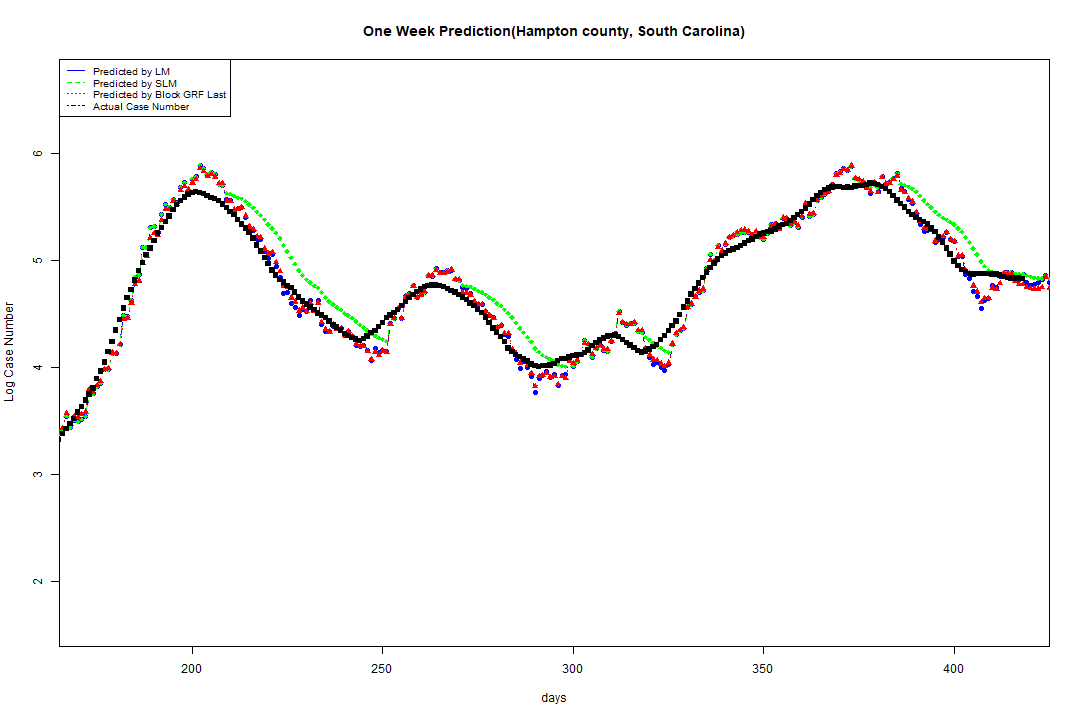 One Week Prediction(Hampton county, South Carolina)
Predicted by LM
Predicted by SLM
Predicted by Block GRF Last
Actual Case Number
6
5
4
3
2
Log Case Number
200 250 300 350 400
days